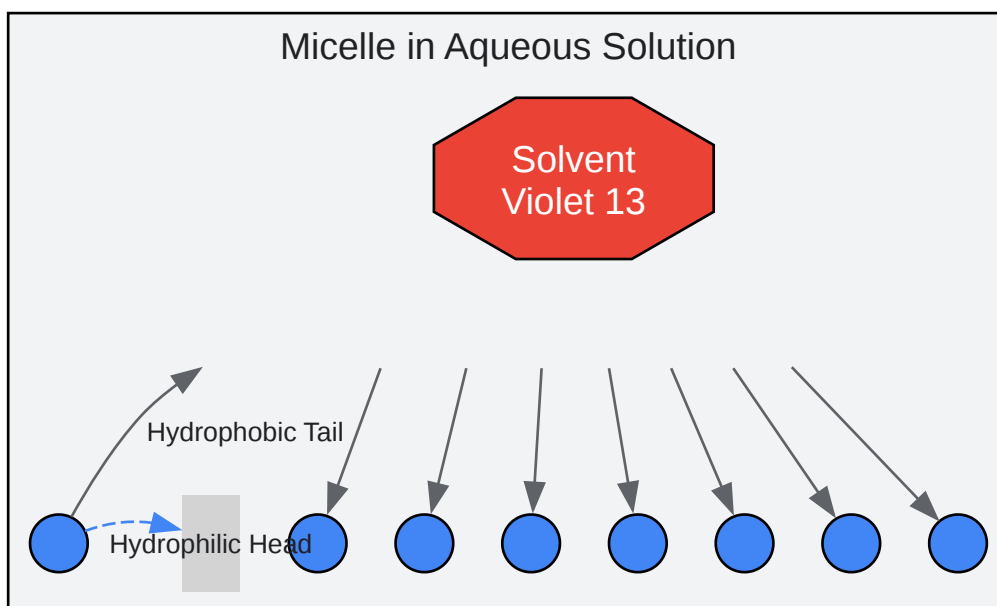 Micelle in Aqueous Solution
Solvent
Violet 13
Hydrophobic Tail
Hydrophilic Head